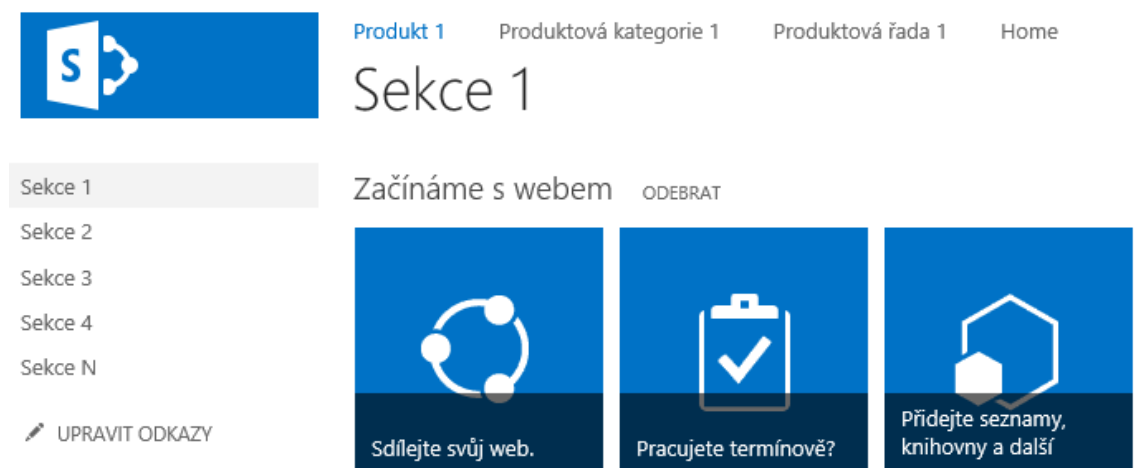 S
Produkt 1 Produktová kategorie 1 Produktová řada 1 Home
Sekce 1
Sekce 1
Sekce 2
Sekce 3
Sekce 4
Sekce N
UPRAVIT ODKAZY
Začínáme s webem ODEBRAT
Sdílejte svůj web.
Pracujete termínově?
Přidejte seznamy,
knihovny a další